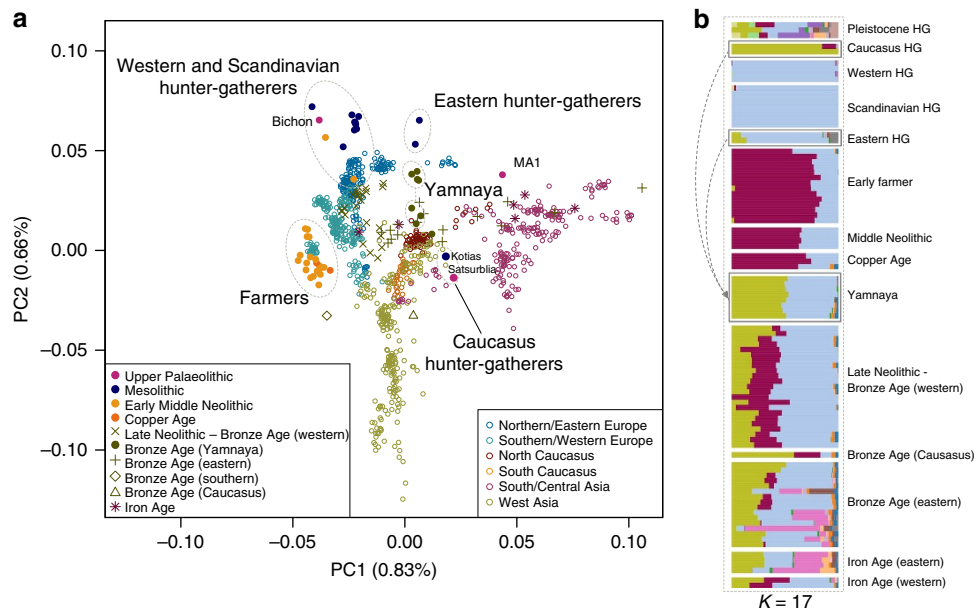 a
0.10
0.05
0.00
−0.05
−0.10
PC2 (0.66%)
Western and Scandinavian
hunter-gatherers
Bichon
Eastern hunter-gatherers
MA1
Yamnaya
Kotias
Satsurblia
Farmers
Caucasus
hunter-gatherers
Upper Palaeolithic
Mesolithic
Early Middle Neolithic
Copper Age
Late Neolithic – Bronze Age (western)
Bronze Age (Yamnaya)
Bronze Age (eastern)
Bronze Age (southern)
Bronze Age (Caucasus)
Iron Age
Northern/Eastern Europe
Southern/Western Europe
North Caucasus
South Caucasus
South/Central Asia
West Asia
−0.10
−0.05
0.00
0.05
0.10
PC1 (0.83%)
b
Pleistocene HG
Caucasus HG
Western HG
Scandinavian HG
Eastern HG
Early farmer
Middle Neolithic
Copper Age
Yamnaya
Late Neolithic -
Bronze Age (western)
Bronze Age (Causasus)
Bronze Age (eastern)
Iron Age (eastern)
Iron Age (western)
K = 17